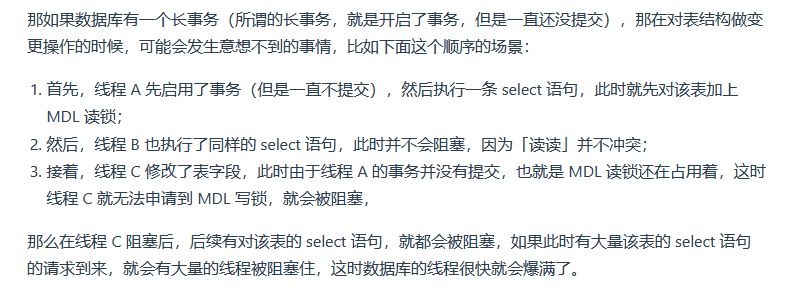 那如果数据库有一个长事务（所谓的长事务，就是开启了事务，但是一直还没提交），那在对表结构做变
更操作的时候，可能会发生意想不到的事情，比如下面这个顺序的场景：
1. 首先，线程 A 先启用了事务（但是一直不提交），然后执行一条 select 语句，此时就先对该表加上
MDL 读锁；
2. 然后，线程 B 也执行了同样的 select 语句，此时并不会阻塞，因为「读读」并不冲突；
3. 接着，线程 C 修改了表字段，此时由于线程 A 的事务并没有提交，也就是 MDL 读锁还在占用着，这时
线程 C 就无法申请到 MDL 写锁，就会被阻塞，
那么在线程 C 阻塞后，后续有对该表的 select 语句，就都会被阻塞，如果此时有大量该表的 select 语句
的请求到来，就会有大量的线程被阻塞住，这时数据库的线程很快就会爆满了。